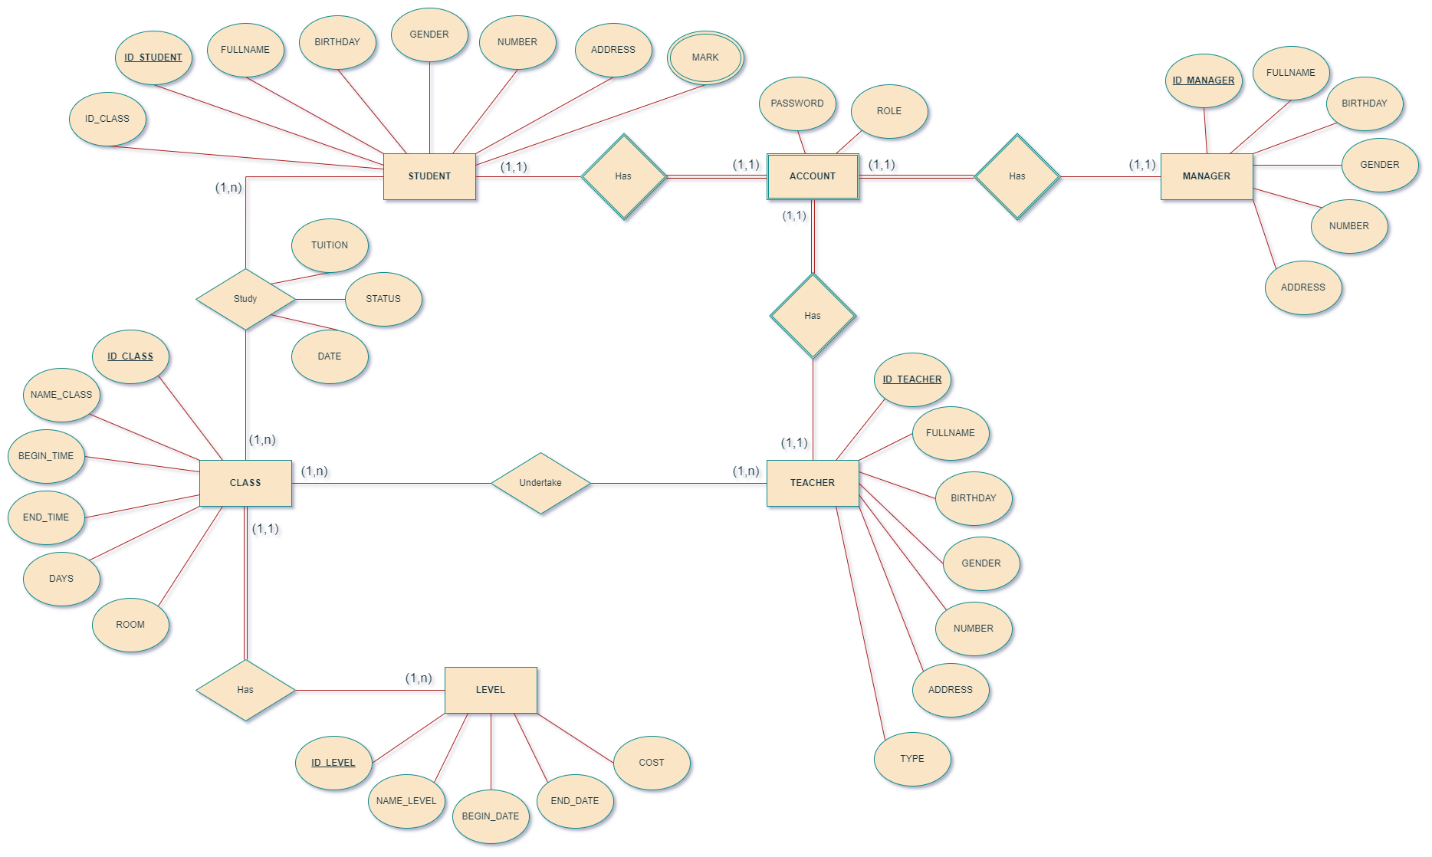 ID_STUDENT
FULLNAME
BIRTHDAY
GENDER
NUMBER
ADDRESS
MARK
ID_CLASS
PASSWORD
ROLE
ID_MANAGER
FULLNAME
BIRTHDAY
GENDER
NUMBER
ADDRESS
STUDENT
(1,1)
Has
(1,1)
ACCOUNT
(1,1)
Has
(1,1)
MANAGER
(1,n)
(1,1)
TUITION
STATUS
DATE
Study
Has
ID_CLASS
NAME_CLASS
BEGIN_TIME
END_TIME
DAYS
ROOM
(1,n)
CLASS
(1,n)
Undertake
(1,n)
(1,1)
TEACHER
ID_TEACHER
FULLNAME
BIRTHDAY
GENDER
NUMBER
ADDRESS
TYPE
(1,1)
Has
(1,n)
LEVEL
ID_LEVEL
NAME_LEVEL
BEGIN_DATE
END_DATE
COST